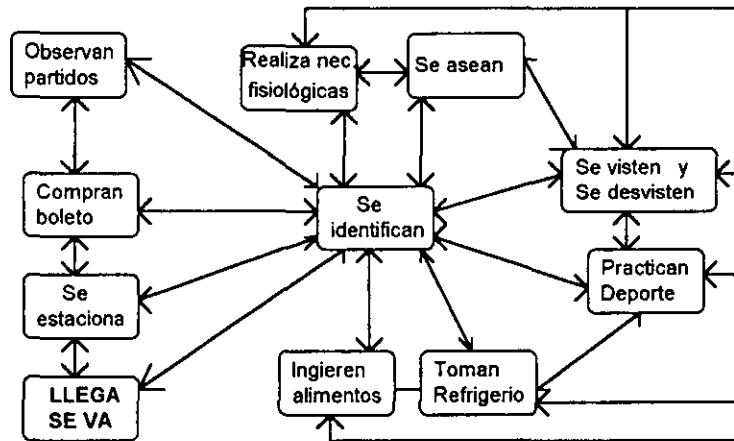 Observan
partidos
Realiza nec.
fisiológicas
Se asean
Se visten y
Se desvisten
Compran
boleto
Se
identifican
Se
estaciona
Practican
Deporte
LLEGA
SE VA
Ingieren
alimentos
Toman
Refrigerio